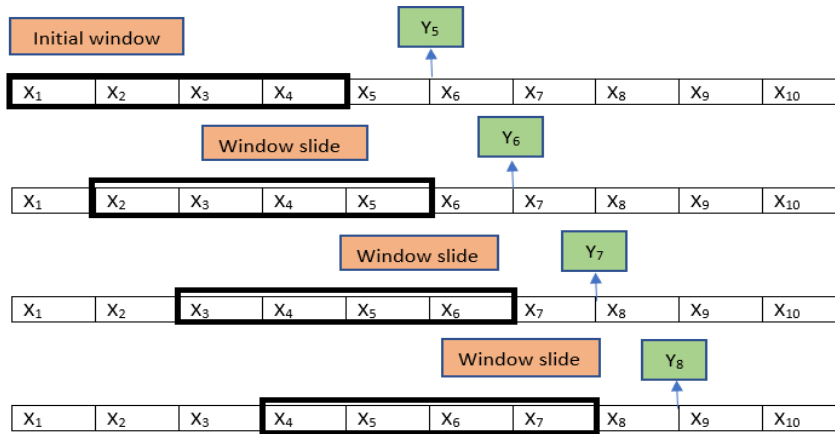 Initial window
Y₅
X₁ X₂ X₃ X₄ X₅ X₆ X₇ X₈ X₉ X₁₀
Window slide
Y₆
X₁ X₂ X₃ X₄ X₅ X₆ X₇ X₈ X₉ X₁₀
Window slide
Y₇
X₁ X₂ X₃ X₄ X₅ X₆ X₇ X₈ X₉ X₁₀
Window slide
Y₈
X₁ X₂ X₃ X₄ X₅ X₆ X₇ X₈ X₉ X₁₀